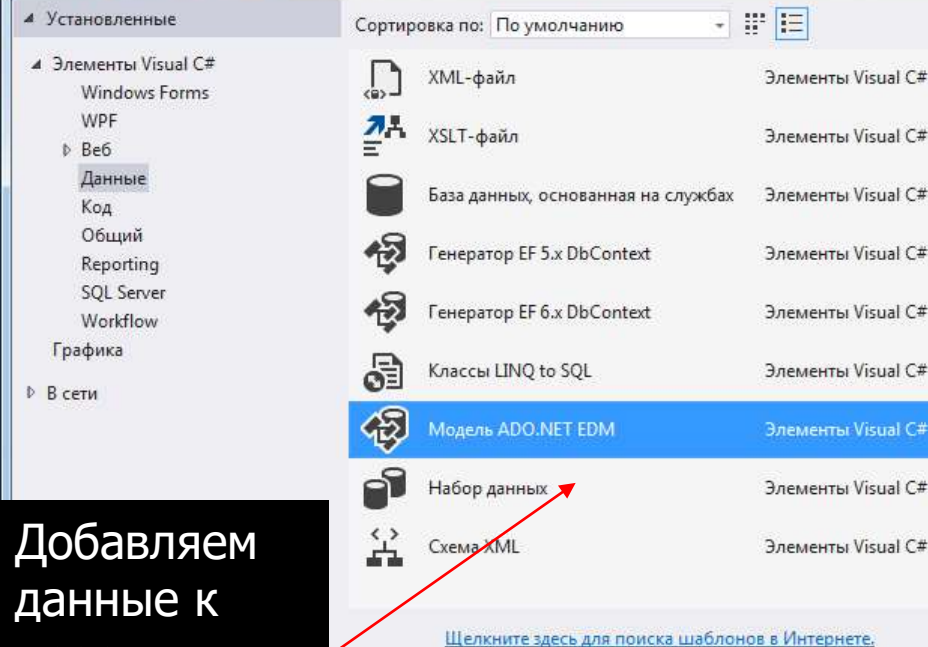 Установленные
Сортировка по: По умолчанию
Элементы Visual C#
Windows Forms
WPF
Веб
Данные
Код
Общий
Reporting
SQL Server
Workflow
Графика
В сети
XML-файл Элементы Visual C#
XSLT-файл Элементы Visual C#
База данных, основанная на службах Элементы Visual C#
Генератор EF 5.x DbContext Элементы Visual C#
Генератор EF 6.x DbContext Элементы Visual C#
Классы LINQ to SQL Элементы Visual C#
Модель ADO.NET EDM Элементы Visual C#
Набор данных Элементы Visual C#
Схема XML Элементы Visual C#
Щелкните здесь для поиска шаблонов в Интернете.
Добавляем
данные к